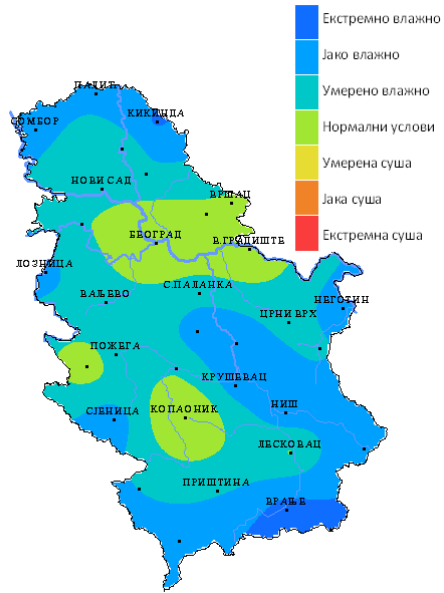 Екстремно влажно
Јако влажно
Умерено влажно
Нормални услови
Умерена суша
Јака суша
Екстремна суша
ПАЛИЋ
КИКИНДА
СОМБОР
НОВИ САД
ВРШАЦ
БЕОГРАД
В.ГРАДИШТЕ
ЛОЗНИЦА
С.ПАЛАНКА
ВАЉЕВО
НЕГОТИН
ЦРНИ ВРХ
ПОЖЕГА
КРУШЕВАЦ
СЈЕНИЦА
КОПАОНИК
НИШ
ЛЕСКОВАЦ
ПРИШТИНА
ВРАЊЕ